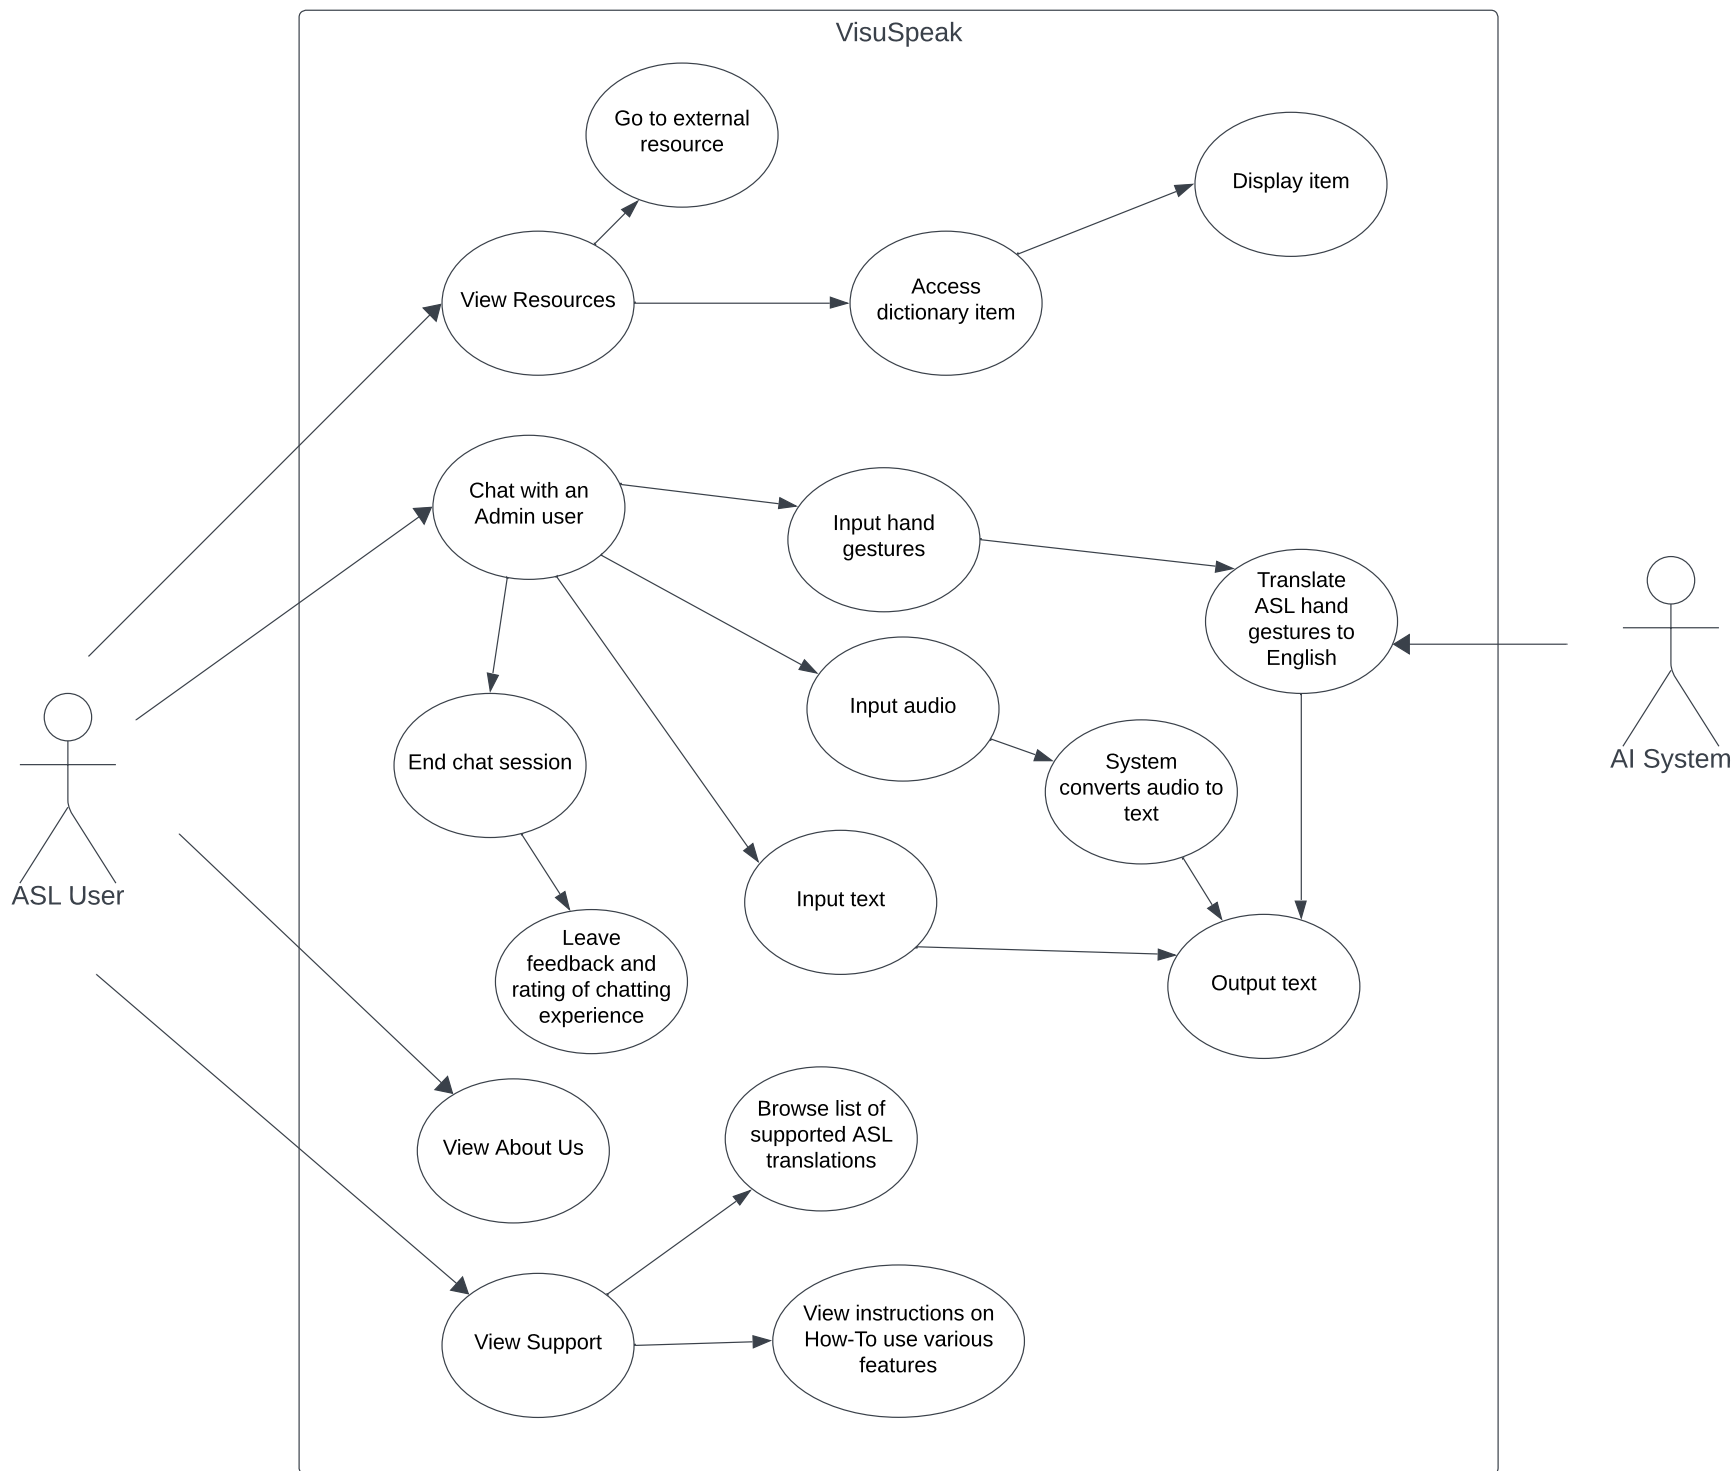 VisuSpeak
Go to external
resource
Display item
View Resources
Access
dictionary item
Chat with an
Admin user
Input hand
gestures
Translate
ASL hand
gestures to
English
AI System
Input audio
End chat session
System
converts audio to
text
ASL User
Input text
Leave
feedback and
rating of chatting
experience
Output text
View About Us
Browse list of
supported ASL
translations
View Support
View instructions on
How-To use various
features